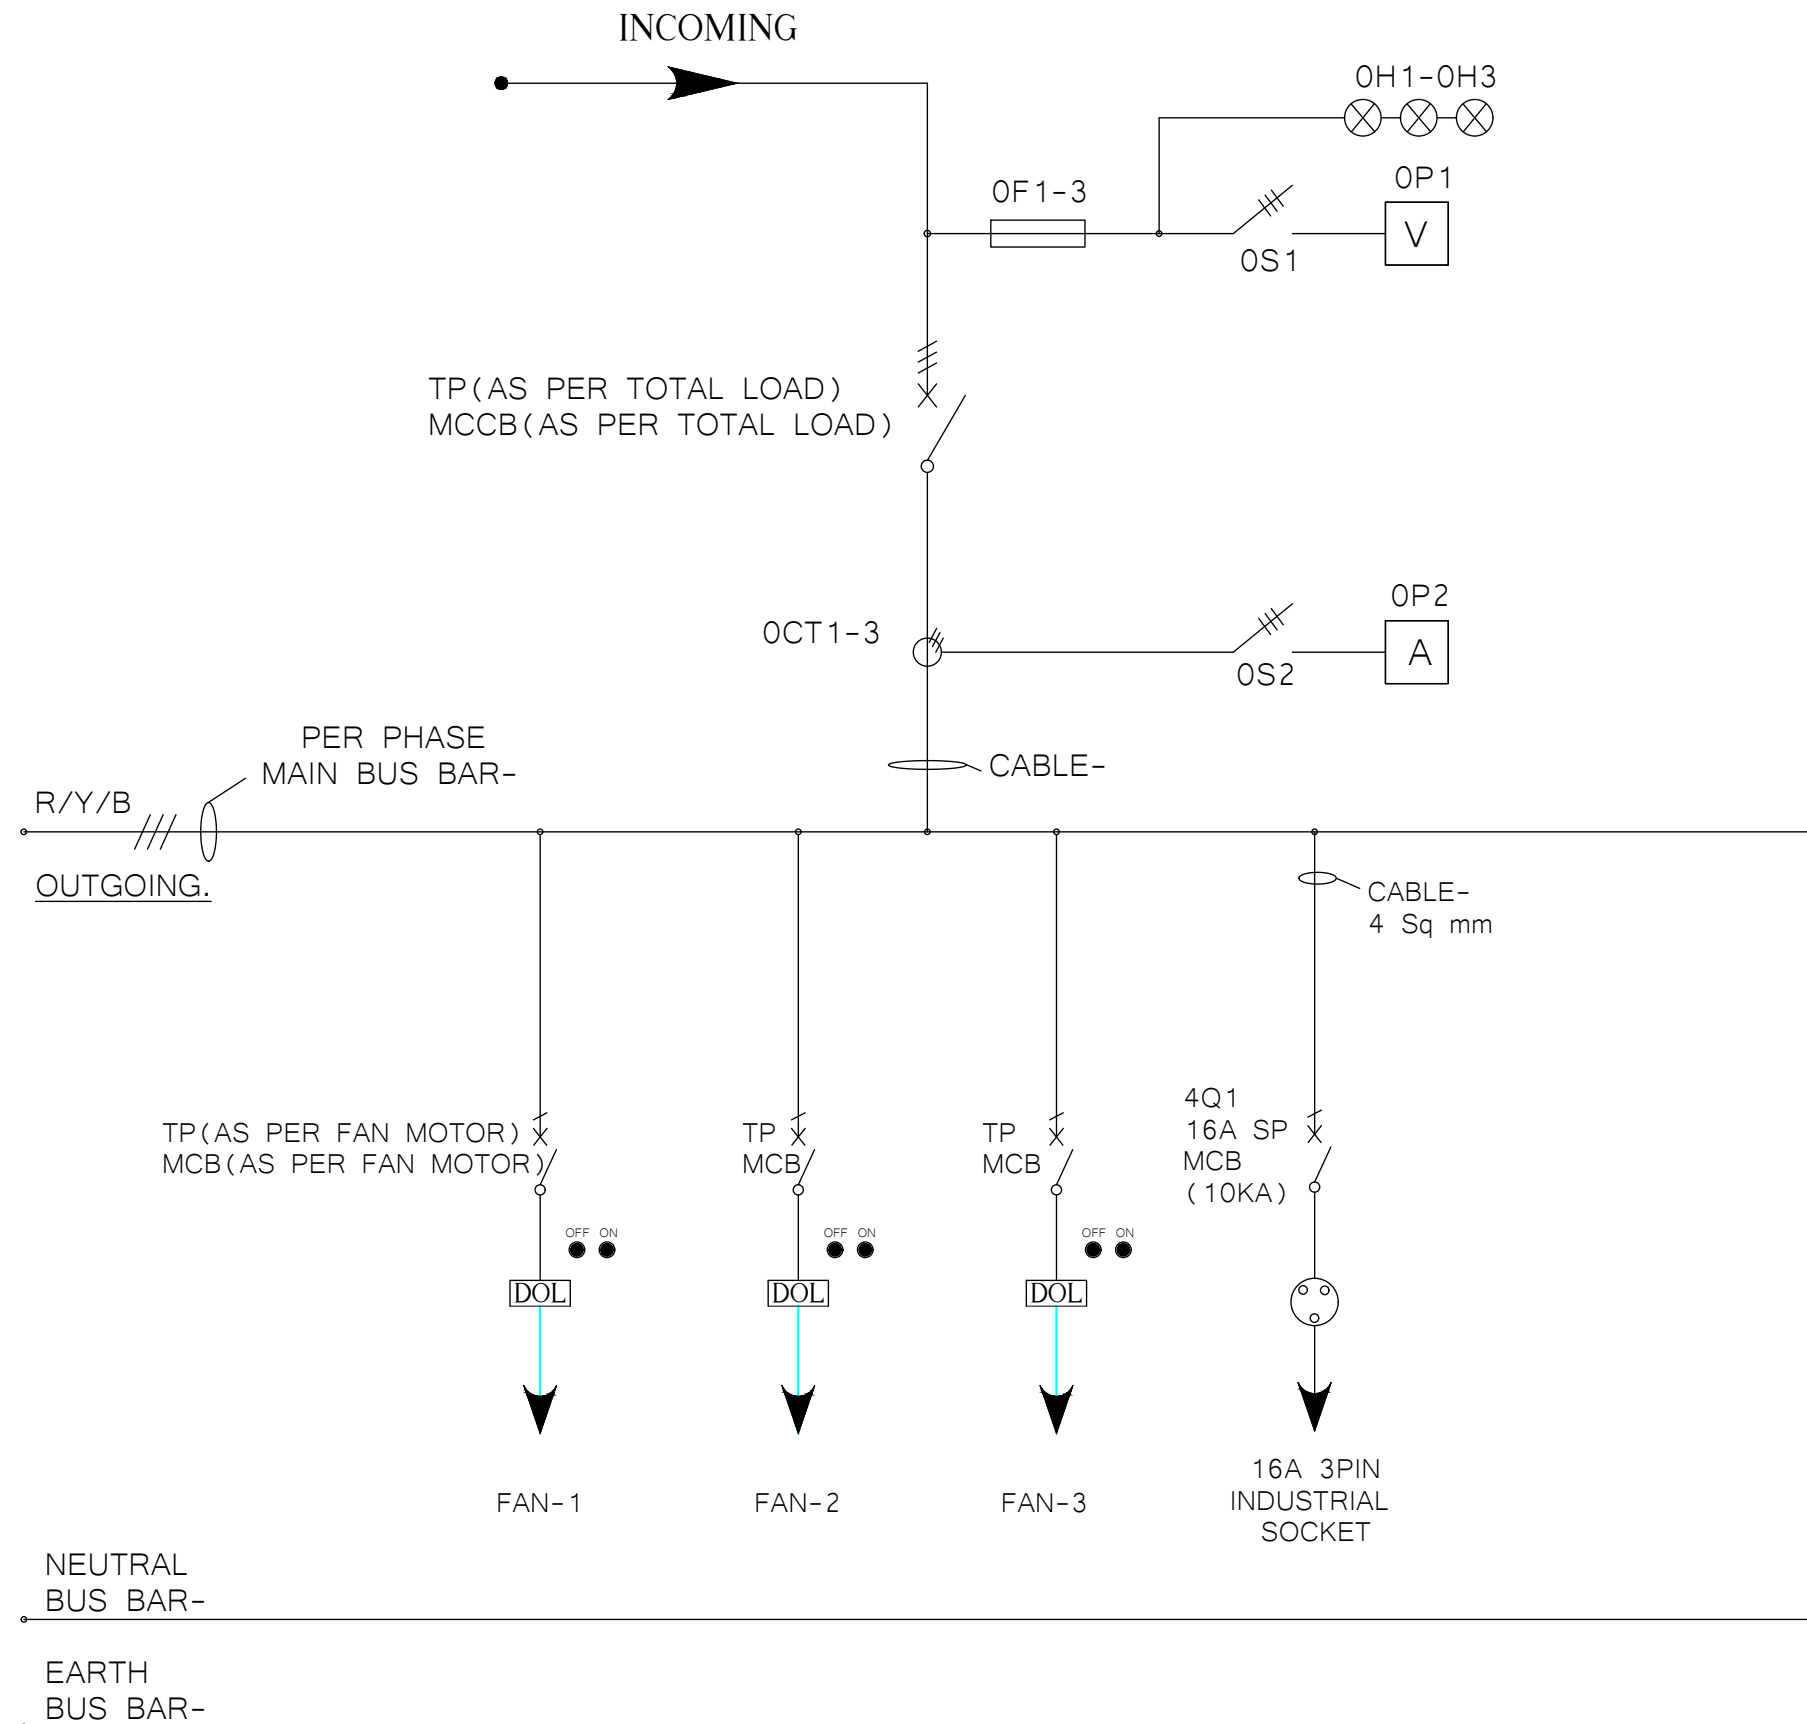 INCOMING
0H1-0H3
0P1
0F1-3
V
0S1
TP(AS PER TOTAL LOAD)
MCCB(AS PER TOTAL LOAD)
0P2
0CT1-3
A
0S2
PER PHASE
MAIN BUS BAR-
CABLE-
R/Y/B
OUTGOING.
CABLE-
4 Sq mm
TP(AS PER FAN MOTOR)
MCB(AS PER FAN MOTOR)
TP
MCB
TP
MCB
4Q1
16A SP
MCB
(10KA)
OFF ON
OFF ON
OFF ON
DOL
DOL
DOL
FAN-1
FAN-2
FAN-3
16A 3PIN
INDUSTRIAL
SOCKET
NEUTRAL
BUS BAR-
EARTH
BUS BAR-